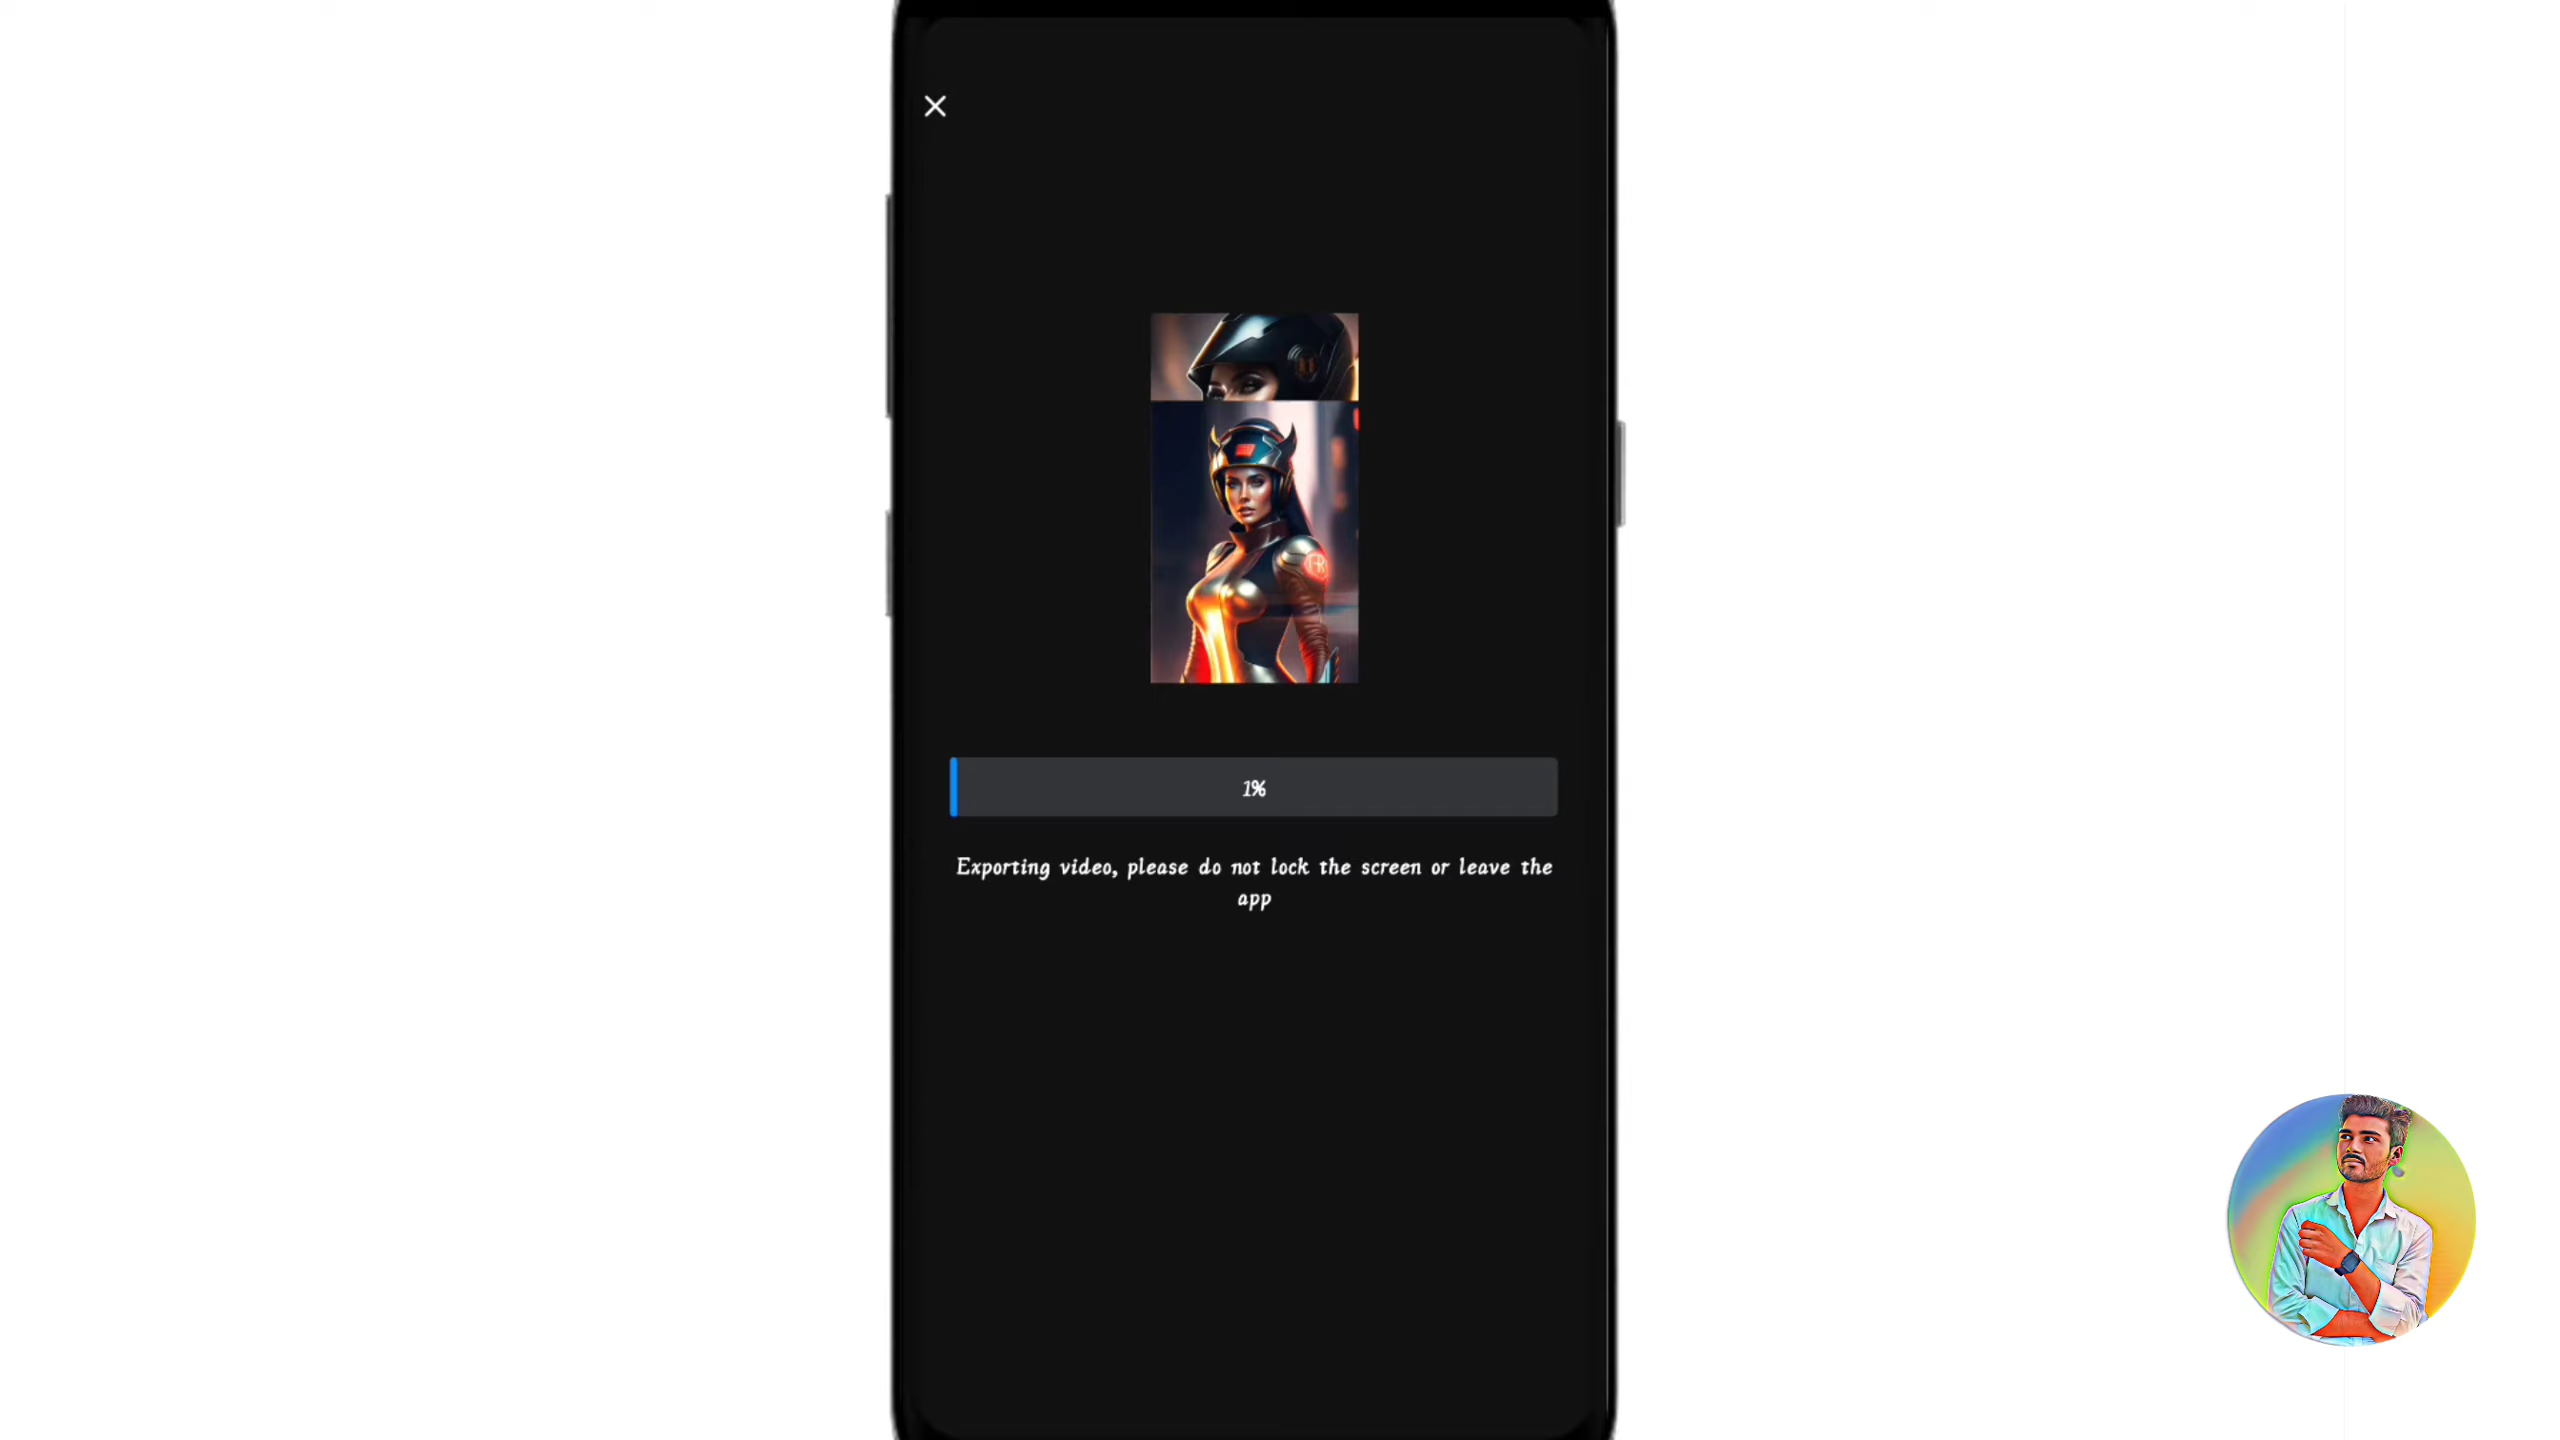 1%
Exporting video, please do not lock the screen or leave the
app